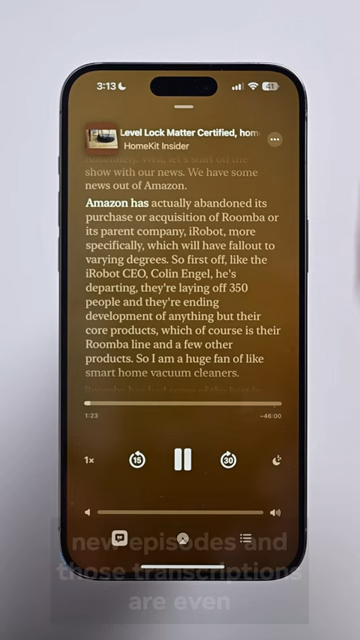 3:13
41
Level Lock Matter Certified, hom
HomeKit Insider
show with our news. We have some
news out of Amazon.
Amazon has actually abandoned its
purchase or acquisition of Roomba or
its parent company, iRobot, more
specifically, which will have fallout to
varying degrees. So first off, like the
iRobot CEO, Colin Engel, he's
departing, they're laying off 350
people and they're ending
development of anything but their
core products, which of course is their
Roomba line and a few other
products. So I am a huge fan of like
smart home vacuum cleaners.
1:23
-46:00
1x
15
30
new episodes and
those transcriptions
are even